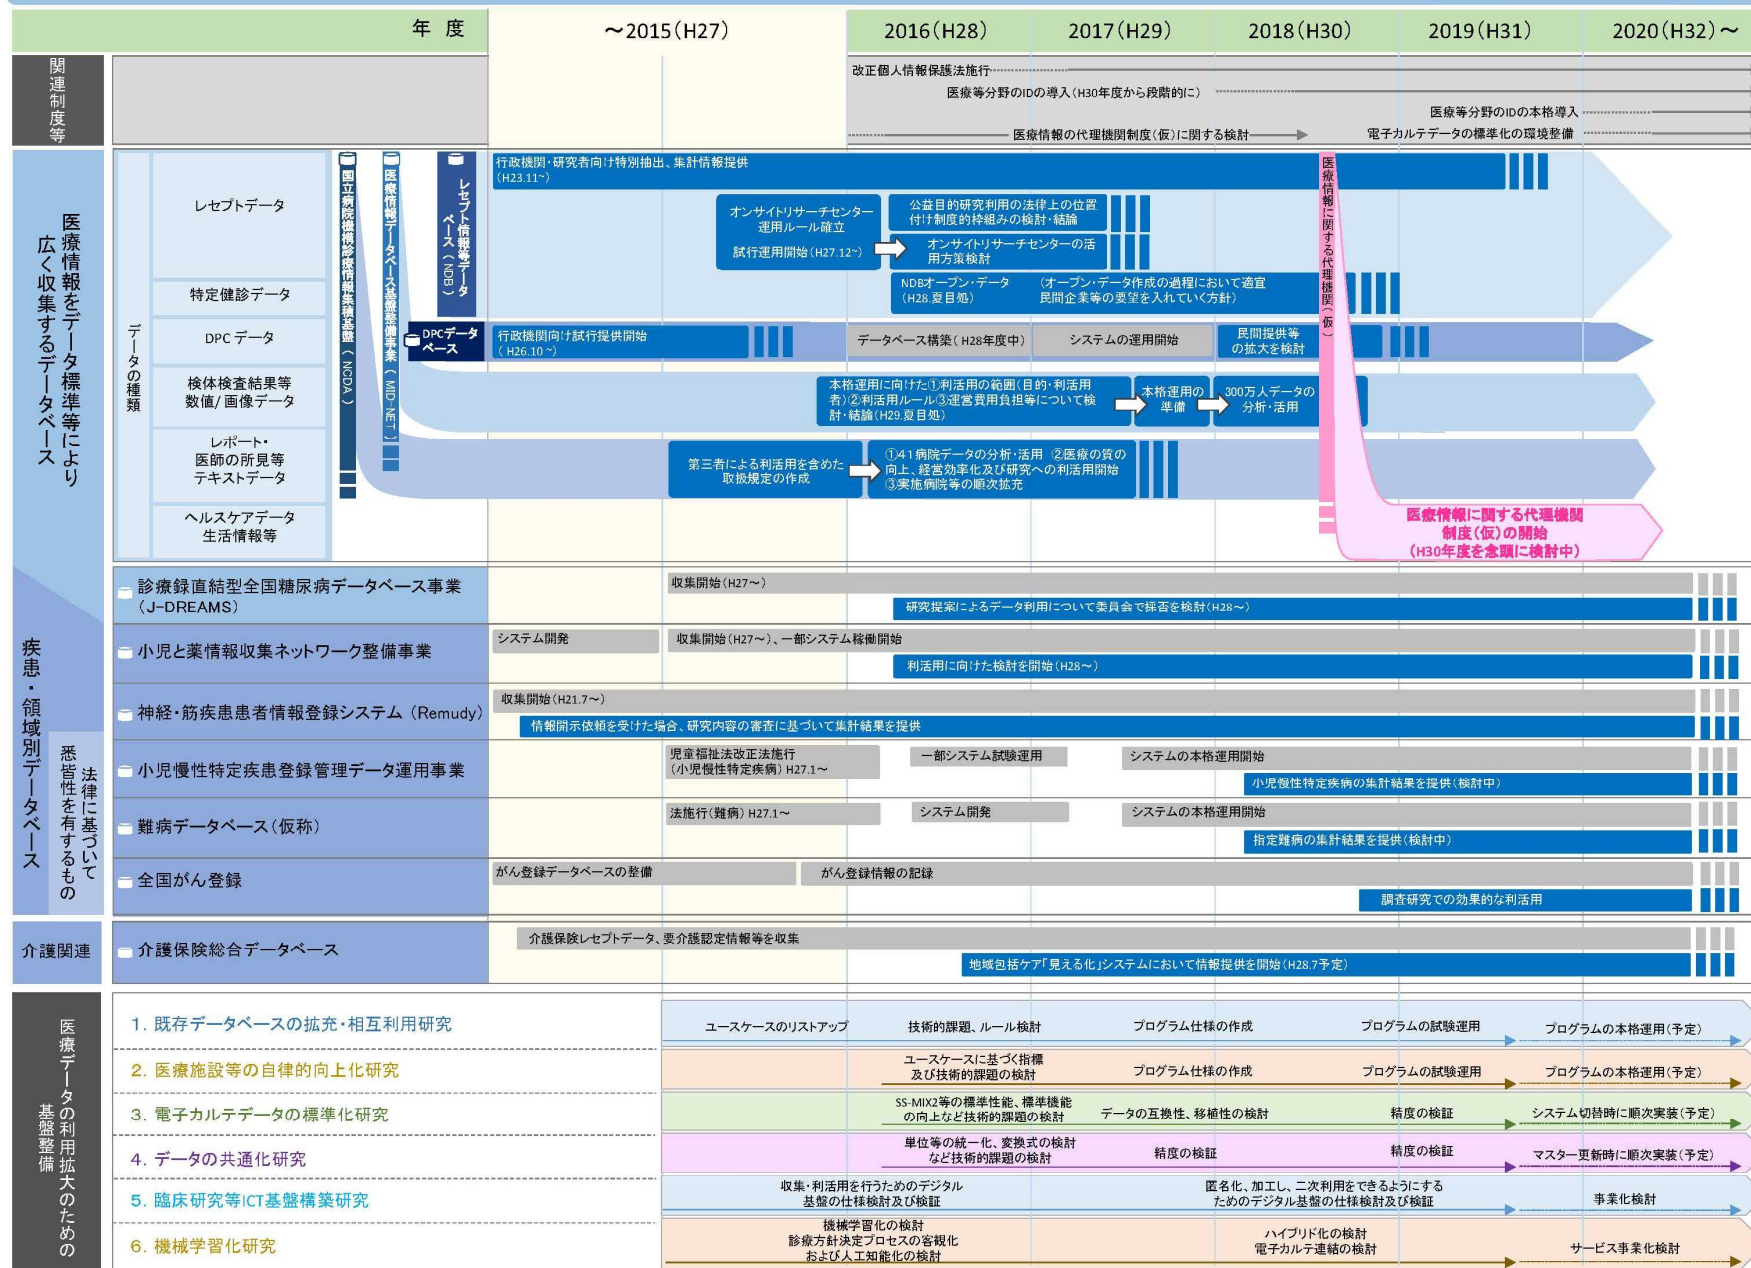 年 度
～2015(H27)
2016(H28)
2017(H29)
2018(H30)
2019(H31)
2020(H32)～
関連制度等
改正個人情報保護法施行
医療等分野のIDの導入(H30年度から段階的に)
医療等分野のIDの本格導入
医療情報の代理機関制度(仮)に関する検討
電子カルテデータの標準化の環境整備
医療情報をデータ標準等により
広く収集するデータベース
データの種類
レセプトデータ
特定健診データ
DPCデータ
検体検査結果等
数値/画像データ
レポート・
医師の所見等
テキストデータ
ヘルスケアデータ
生活情報等
国立病院機構診療情報集積基盤(NCDA)
医療情報データベース基盤整備事業(MID-NET)
レセプト情報等データ
ベース(NDB)
DPCデータ
ベース
行政機関・研究者向け特別抽出、集計情報提供
(H23.11~)
オンサイトリサーチセンター
運用ルール確立
試行運用開始(H27.12~)
公益目的研究利用の法律上の位置
付け制度的枠組みの検討・結論
オンサイトリサーチセンターの活
用方策検討
NDBオープン・データ
(H28.夏目処)
(オープン・データ作成の過程において適宜
民間企業等の要望を入れていく方針)
行政機関向け試行提供開始
(H26.10~)
データベース構築(H28年度中)
システムの運用開始
民間提供等
の拡大を検討
本格運用に向けた①利活用の範囲(目的・利活用
者)②利活用ルール③運営費用負担等について検
討・結論(H29.夏目処)
本格運用の
準備
300万人データの
分析・活用
第三者による利活用を含めた
取扱規定の作成
①41病院データの分析・活用 ②医療の質の
向上、経営効率化及び研究への利活用開始
③実施病院等の順次拡充
医療情報に関する代理機関(仮)
医療情報に関する代理機関
制度(仮)の開始
(H30年度を念頭に検討中)
疾患・領域別データベース
法律に基づいて
悉皆性を有するもの
診療録直結型全国糖尿病データベース事業
(J-DREAMS)
収集開始(H27～)
研究提案によるデータ利用について委員会で採否を検討(H28～)
小児と薬情報収集ネットワーク整備事業
システム開発
収集開始(H27～)、一部システム稼働開始
利活用に向けた検討を開始(H28～)
神経・筋疾患患者情報登録システム(Remudy)
収集開始(H21.7～)
情報開示依頼を受けた場合、研究内容の審査に基づいて集計結果を提供
小児慢性特定疾患登録管理データ運用事業
児童福祉法改正法施行
(小児慢性特定疾病) H27.1～
一部システム試験運用
システムの本格運用開始
小児慢性特定疾病の集計結果を提供(検討中)
難病データベース(仮称)
法施行(難病) H27.1～
システム開発
システムの本格運用開始
指定難病の集計結果を提供(検討中)
全国がん登録
がん登録データベースの整備
がん登録情報の記録
調査研究での効果的な利活用
介護関連
介護保険総合データベース
介護保険レセプトデータ、要介護認定情報等を収集
地域包括ケア「見える化」システムにおいて情報提供を開始(H28.7予定)
医療データの利用拡大のための
基盤整備
1. 既存データベースの拡充・相互利用研究
ユースケースのリストアップ
技術的課題、ルール検討
プログラム仕様の作成
プログラムの試験運用
プログラムの本格運用(予定)
2. 医療施設等の自律的向上化研究
ユースケースに基づく指標
及び技術的課題の検討
プログラム仕様の作成
プログラムの試験運用
プログラムの本格運用(予定)
3. 電子カルテデータの標準化研究
SS-MIX2等の標準性能、標準機能
の向上など技術的課題の検討
データの互換性、移植性の検討
精度の検証
システム切替時に順次実装(予定)
4. データの共通化研究
単位等の統一化、変換式の検討
など技術的課題の検討
精度の検証
精度の検証
マスター更新時に順次実装(予定)
5. 臨床研究等ICT基盤構築研究
収集・利活用を行うためのデジタル
基盤の仕様検討及び検証
匿名化、加工し、二次利用をできるようにする
ためのデジタル基盤の仕様検討及び検証
事業化検討
6. 機械学習化研究
機械学習化の検討
診療方針決定プロセスの客観化
および人工知能化の検討
ハイブリド化の検討
電子カルテ連結の検討
サービス事業化検討